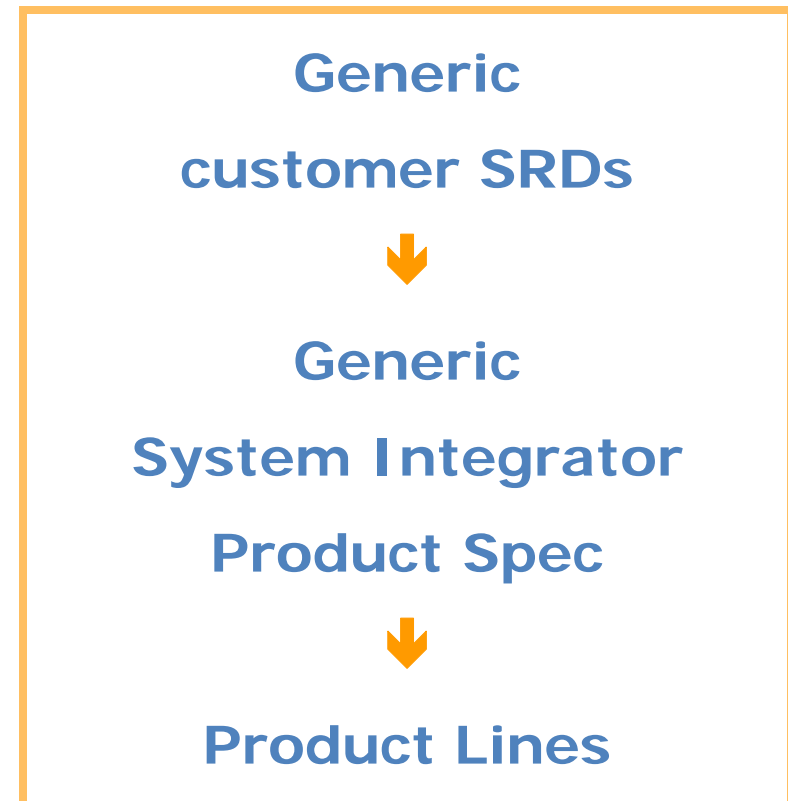 Generic
customer SRDs
Generic
System Integrator
Product Spec
Product Lines